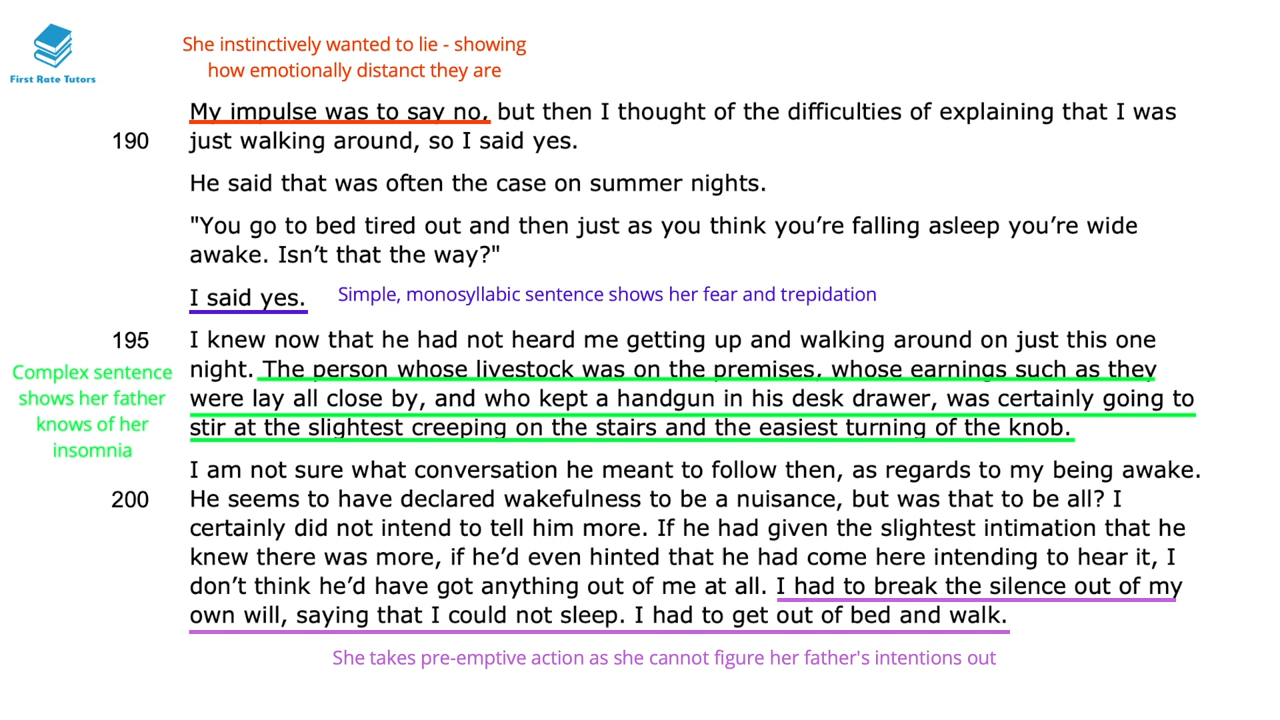 First Rate Tutors
She instinctively wanted to lie - showing
how emotionally distanct they are
My impulse was to say no, but then I thought of the difficulties of explaining that I was
190 just walking around, so I said yes.
He said that was often the case on summer nights.
"You go to bed tired out and then just as you think you’re falling asleep you’re wide
awake. Isn’t that the way?"
I said yes. Simple, monosyllabic sentence shows her fear and trepidation
195 I knew now that he had not heard me getting up and walking around on just this one
night. The person whose livestock was on the premises, whose earnings such as they
were lay all close by, and who kept a handgun in his desk drawer, was certainly going to
stir at the slightest creeping on the stairs and the easiest turning of the knob.
Complex sentence
shows her father
knows of her
insomnia
I am not sure what conversation he meant to follow then, as regards to my being awake.
200 He seems to have declared wakefulness to be a nuisance, but was that to be all? I
certainly did not intend to tell him more. If he had given the slightest intimation that he
knew there was more, if he’d even hinted that he had come here intending to hear it, I
don’t think he’d have got anything out of me at all. I had to break the silence out of my
own will, saying that I could not sleep. I had to get out of bed and walk.
She takes pre-emptive action as she cannot figure her father's intentions out